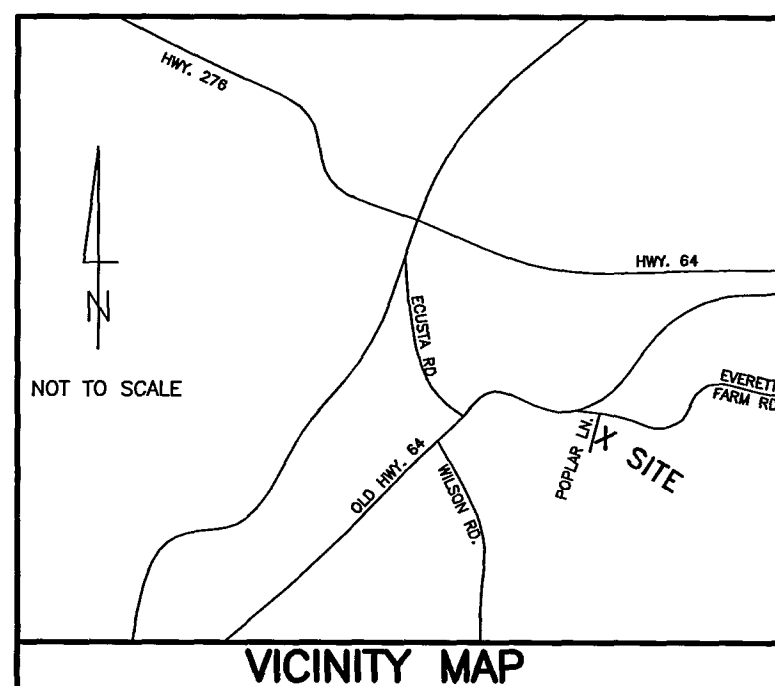 HWY. 276
HWY. 64
N
NOT TO SCALE
ECUSTA RD.
EVERETT
FARM RD.
POPLAR LN.
X SITE
OLD HWY. 64
WILSON RD.
VICINITY MAP